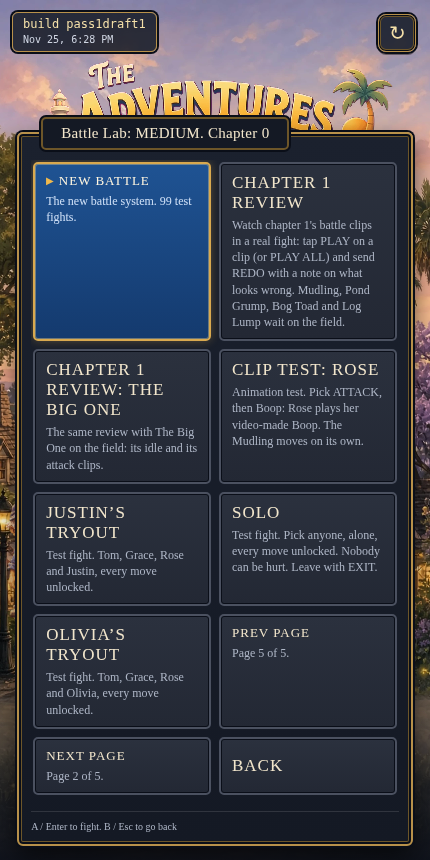 build pass1draft1
Nov 25, 6:28 PM
↻
THE
ADVENTURES
Battle Lab: MEDIUM. Chapter 0
▶ NEW BATTLE
The new battle system. 99 test
fights.
CHAPTER 1
REVIEW
Watch chapter 1's battle clips
in a real fight: tap PLAY on a
clip (or PLAY ALL) and send
REDO with a note on what
looks wrong. Mudling, Pond
Grump, Bog Toad and Log
Lump wait on the field.
CHAPTER 1
REVIEW: THE
BIG ONE
The same review with The Big
One on the field: its idle and its
attack clips.
CLIP TEST: ROSE
Animation test. Pick ATTACK,
then Boop: Rose plays her
video-made Boop. The
Mudling moves on its own.
JUSTIN’S
TRYOUT
Test fight. Tom, Grace, Rose
and Justin, every move
unlocked.
SOLO
Test fight. Pick anyone, alone,
every move unlocked. Nobody
can be hurt. Leave with EXIT.
OLIVIA’S
TRYOUT
Test fight. Tom, Grace, Rose
and Olivia, every move
unlocked.
PREV PAGE
Page 5 of 5.
NEXT PAGE
Page 2 of 5.
BACK
A / Enter to fight. B / Esc to go back